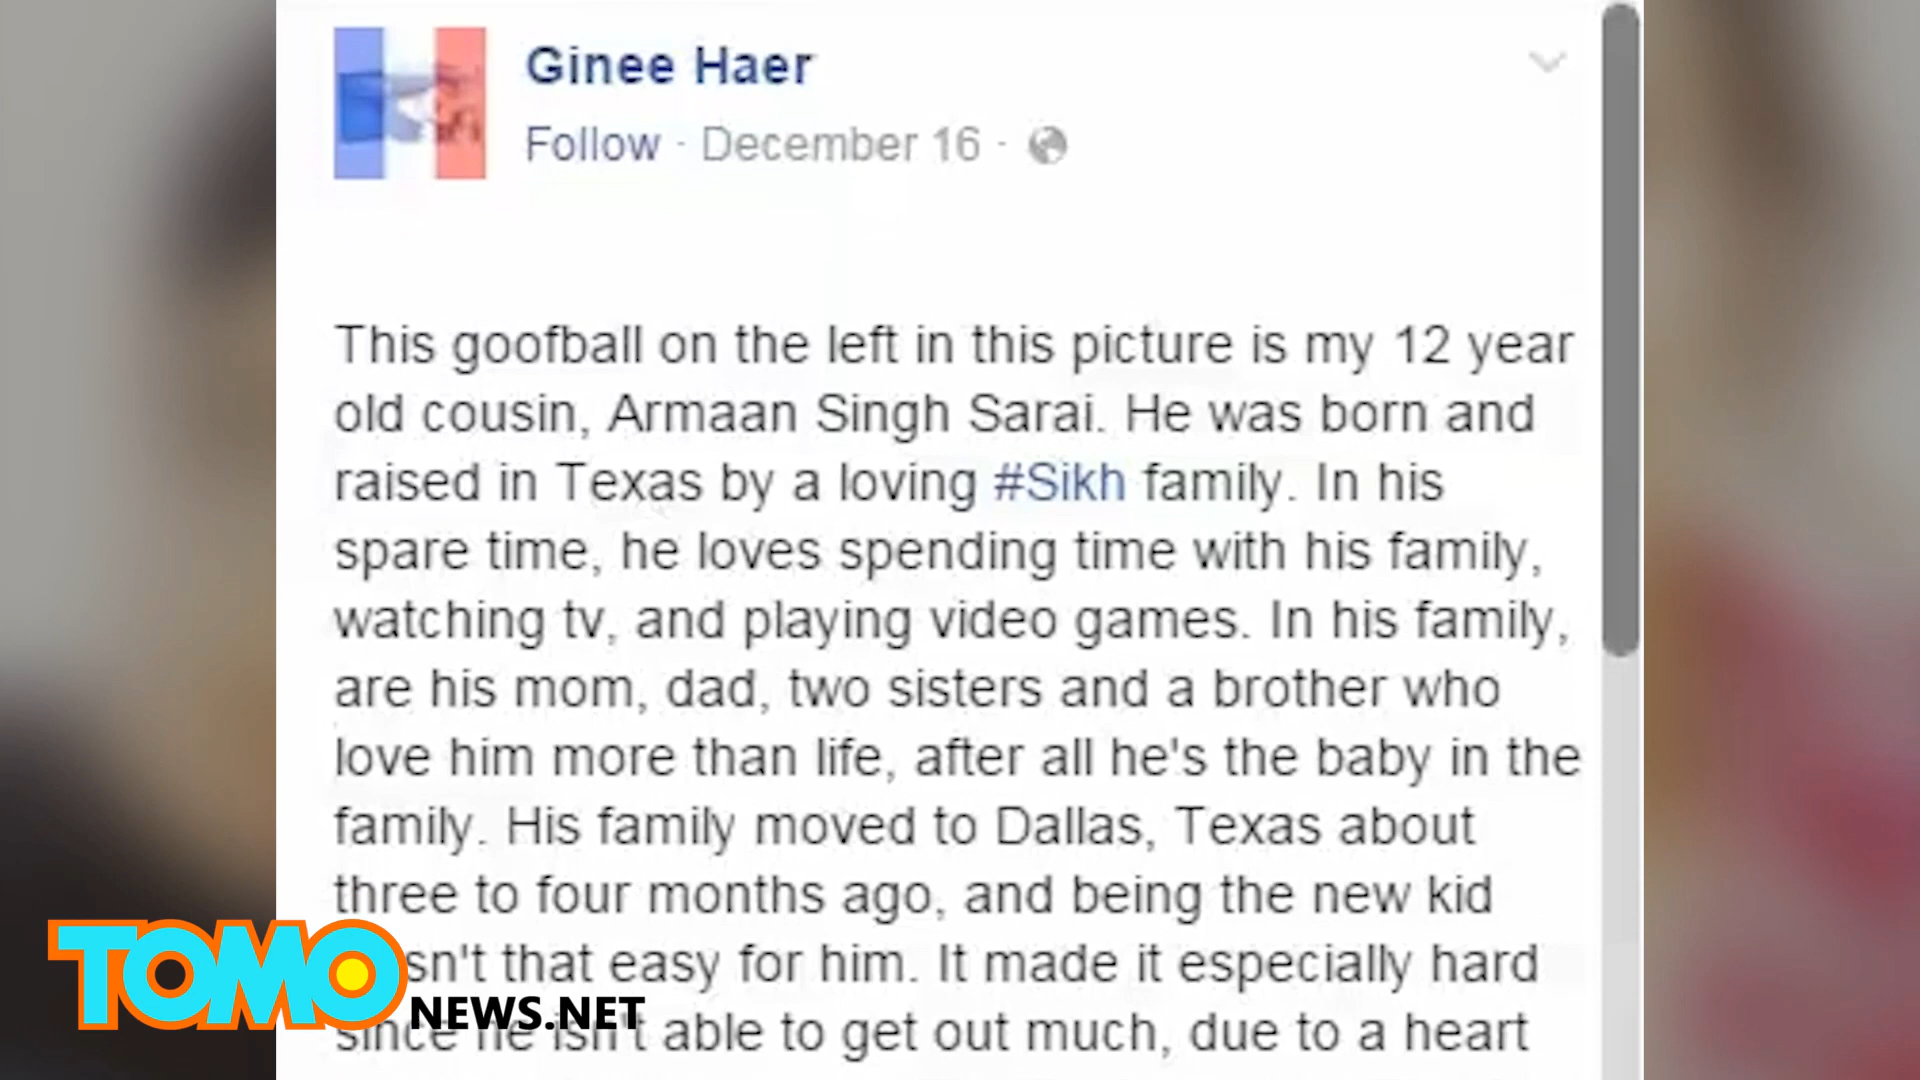 Ginee Haer
Follow · December 16 ·
This goofball on the left in this picture is my 12 year
old cousin, Armaan Singh Sarai. He was born and
raised in Texas by a loving #Sikh family. In his
spare time, he loves spending time with his family,
watching tv, and playing video games. In his family,
are his mom, dad, two sisters and a brother who
love him more than life, after all he's the baby in the
family. His family moved to Dallas, Texas about
three to four months ago, and being the new kid
sn't that easy for him. It made it especially hard
since he isn't able to get out much, due to a heart
TOMO
NEWS.NET